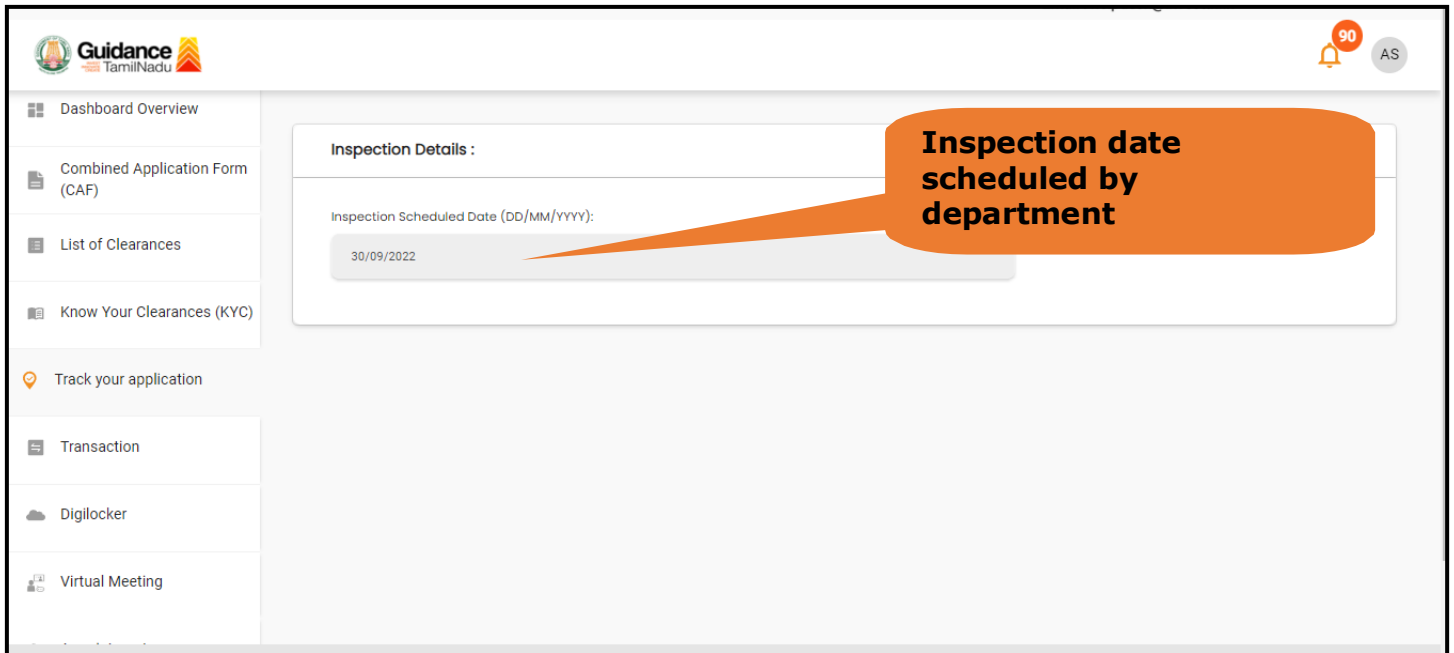 Guidance
TamilNadu
90
AS
Dashboard Overview
Combined Application Form
(CAF)
List of Clearances
Know Your Clearances (KYC)
Track your application
Transaction
Digilocker
Virtual Meeting
Inspection Details :
Inspection Scheduled Date (DD/MM/YYYY):
30/09/2022
Inspection date
scheduled by
department